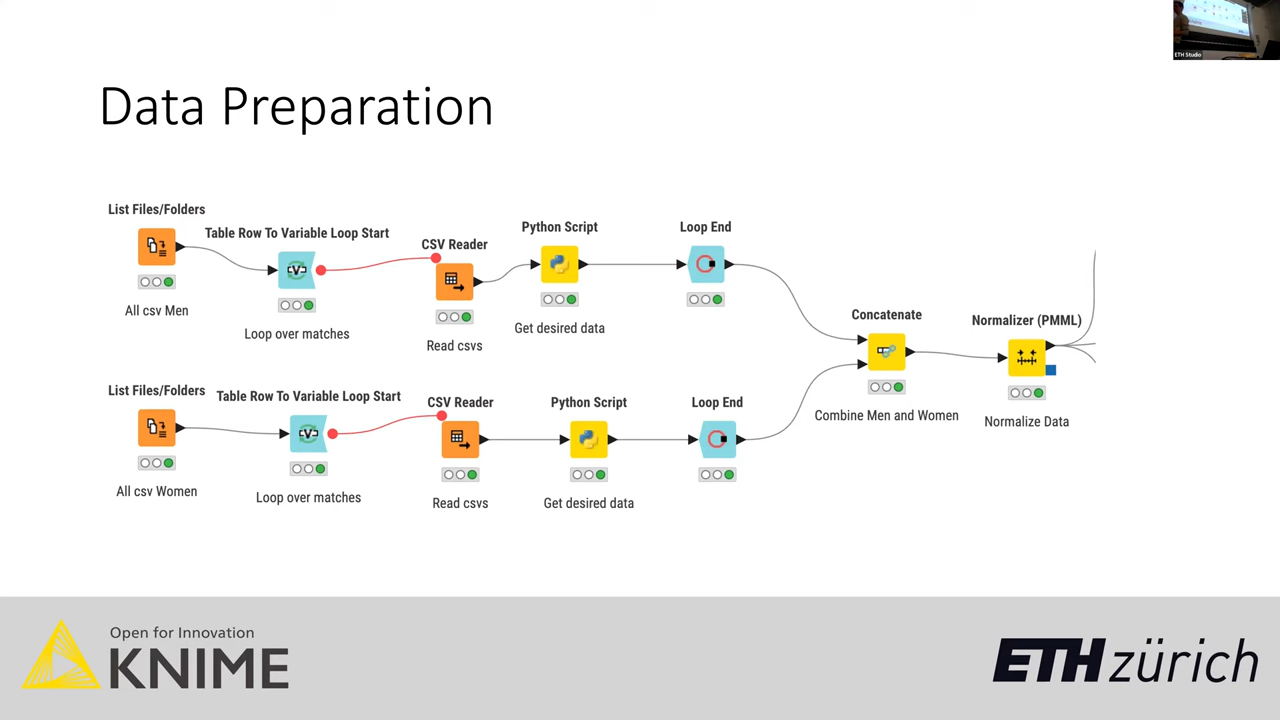 ETH Studio
Data Preparation
List Files/Folders
All csv Men
Table Row To Variable Loop Start
Loop over matches
CSV Reader
Read csvs
Python Script
Get desired data
Loop End
List Files/Folders
All csv Women
Table Row To Variable Loop Start
Loop over matches
CSV Reader
Read csvs
Python Script
Get desired data
Loop End
Concatenate
Combine Men and Women
Normalizer (PMML)
Normalize Data
Open for Innovation
KNIME
ETH zürich